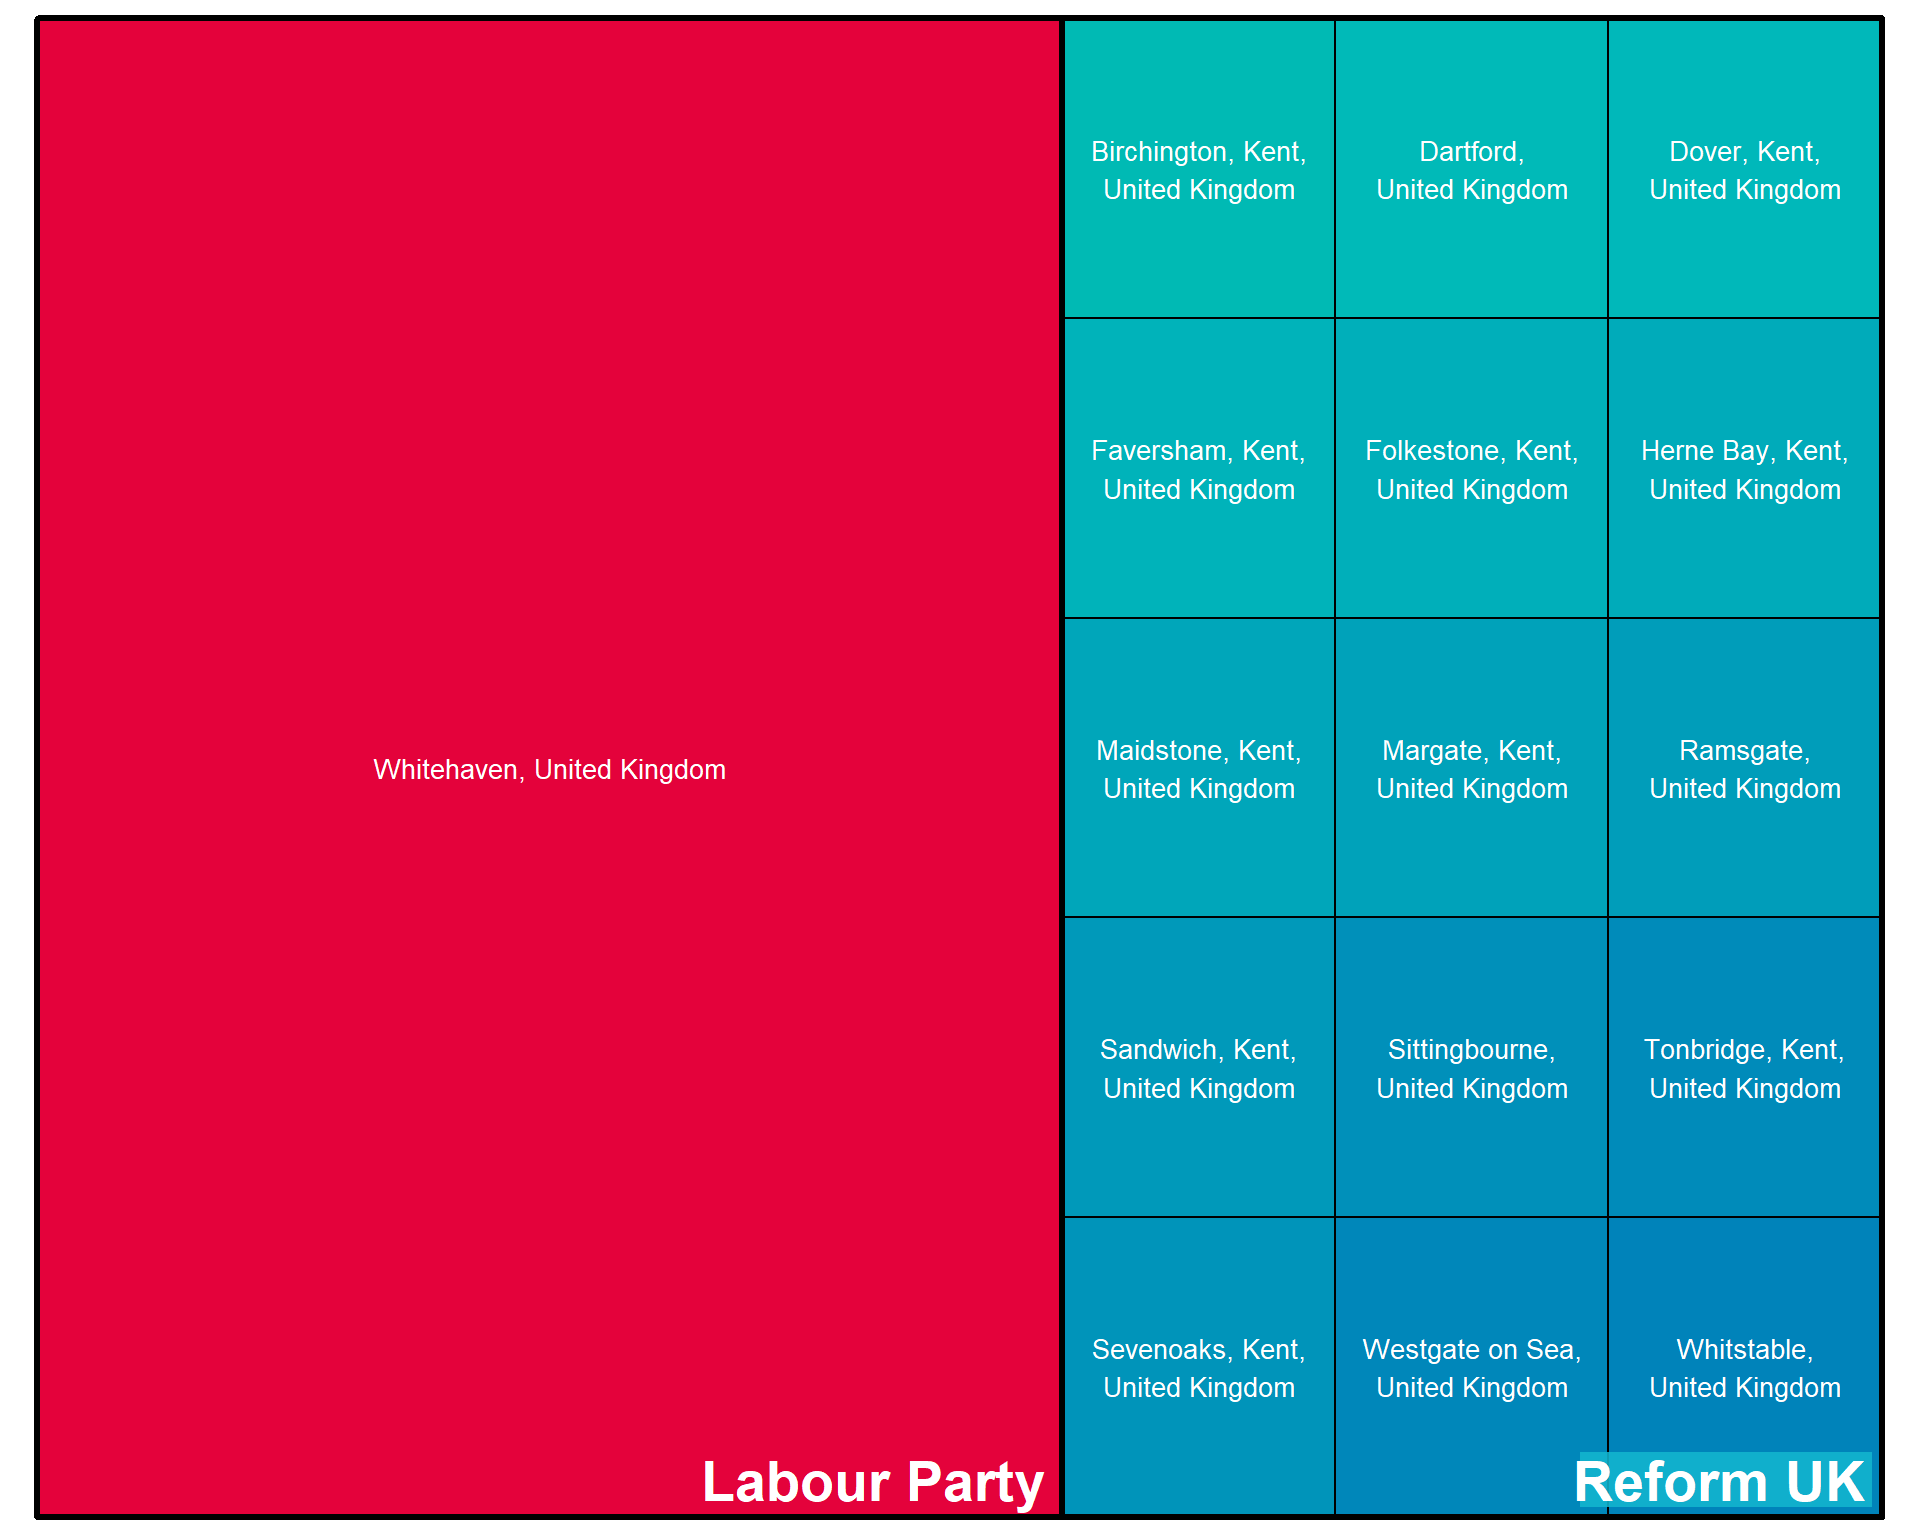 Whitehaven, United Kingdom
Labour Party
Birchington, Kent,
United Kingdom
Dartford,
United Kingdom
Dover, Kent,
United Kingdom
Faversham, Kent,
United Kingdom
Folkestone, Kent,
United Kingdom
Herne Bay, Kent,
United Kingdom
Maidstone, Kent,
United Kingdom
Margate, Kent,
United Kingdom
Ramsgate,
United Kingdom
Sandwich, Kent,
United Kingdom
Sittingbourne,
United Kingdom
Tonbridge, Kent,
United Kingdom
Sevenoaks, Kent,
United Kingdom
Westgate on Sea,
United Kingdom
Whitstable,
United Kingdom
Reform UK